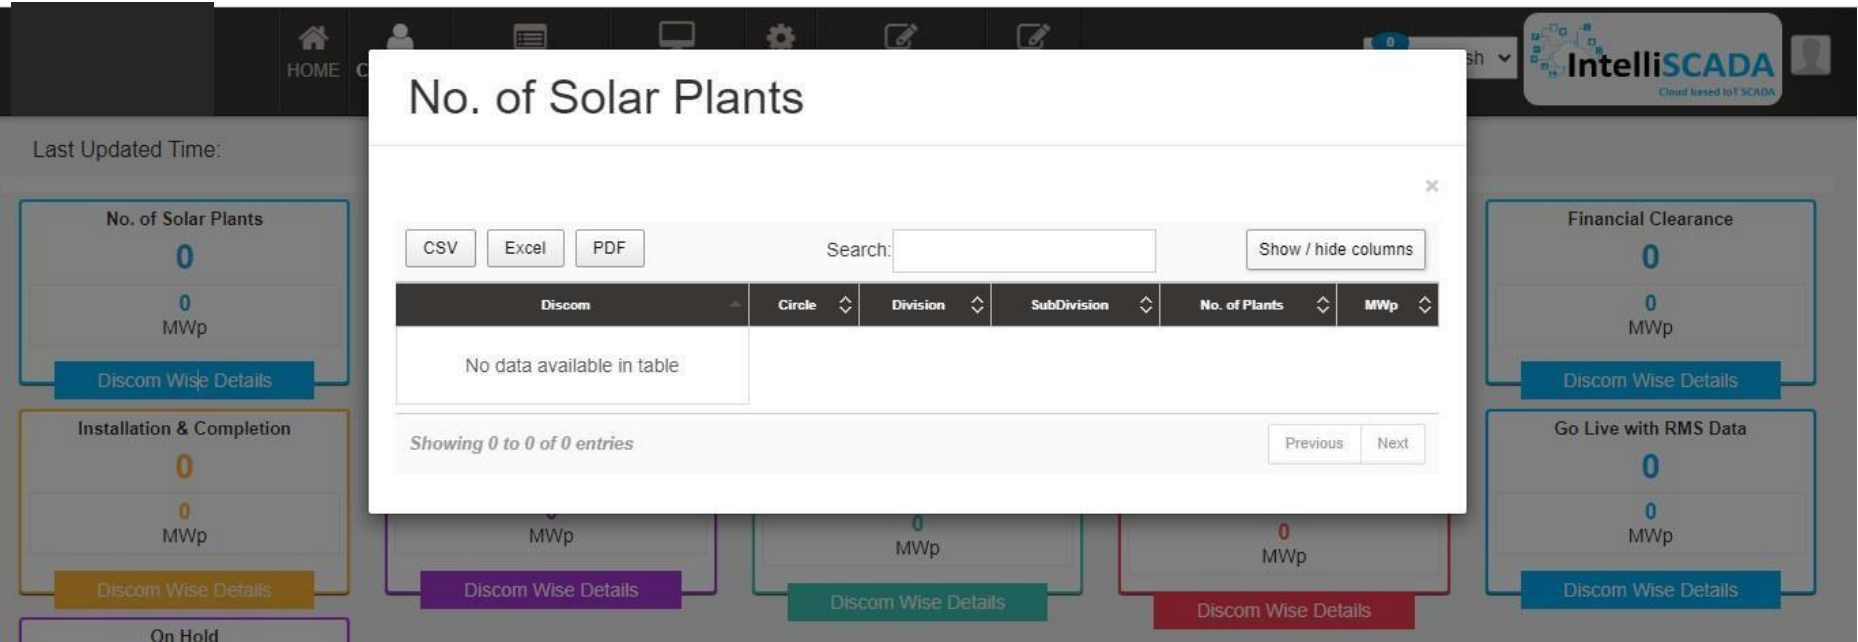 HOME C
0
sh
IntelliSCADA
Cloud based IoT SCADA
No. of Solar Plants
Last Updated Time:
×
CSV Excel PDF Search: Show / hide columns
Discom Circle Division SubDivision No. of Plants MWp
No data available in table
Showing 0 to 0 of 0 entries
Previous Next
No. of Solar Plants
0
0
MWp
Discom Wise Details
Financial Clearance
0
0
MWp
Discom Wise Details
Installation & Completion
0
0
MWp
Discom Wise Details
MWp
Discom Wise Details
0
MWp
Discom Wise Details
0
MWp
Discom Wise Details
Go Live with RMS Data
0
0
MWp
Discom Wise Details
On Hold